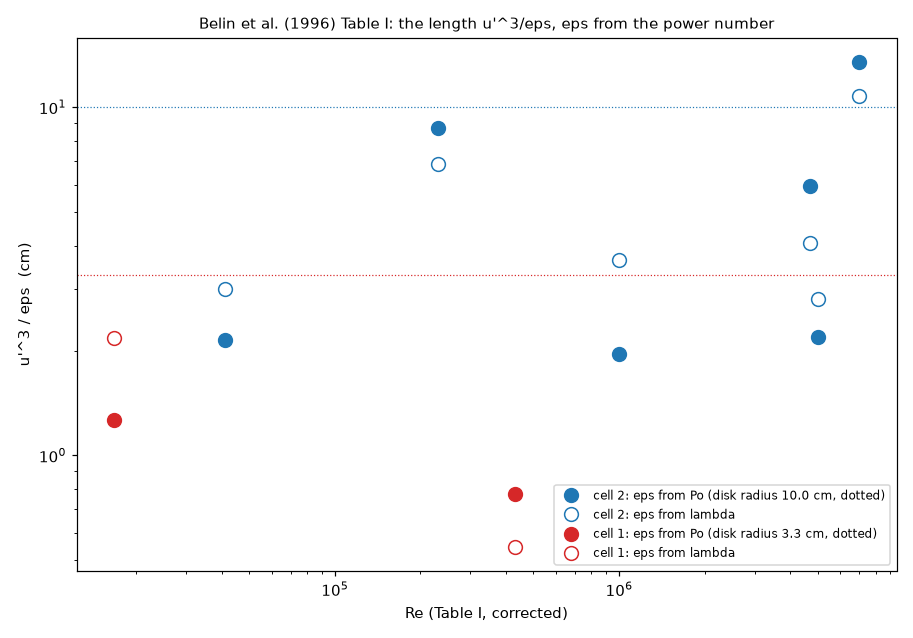 Belin et al. (1996) Table I: the length u'^3/eps, eps from the power number
u'^3 / eps  (cm)
10^1
10^0
cell 2: eps from Po (disk radius 10.0 cm, dotted)
cell 2: eps from lambda
cell 1: eps from Po (disk radius 3.3 cm, dotted)
cell 1: eps from lambda
10^5
10^6
Re (Table I, corrected)